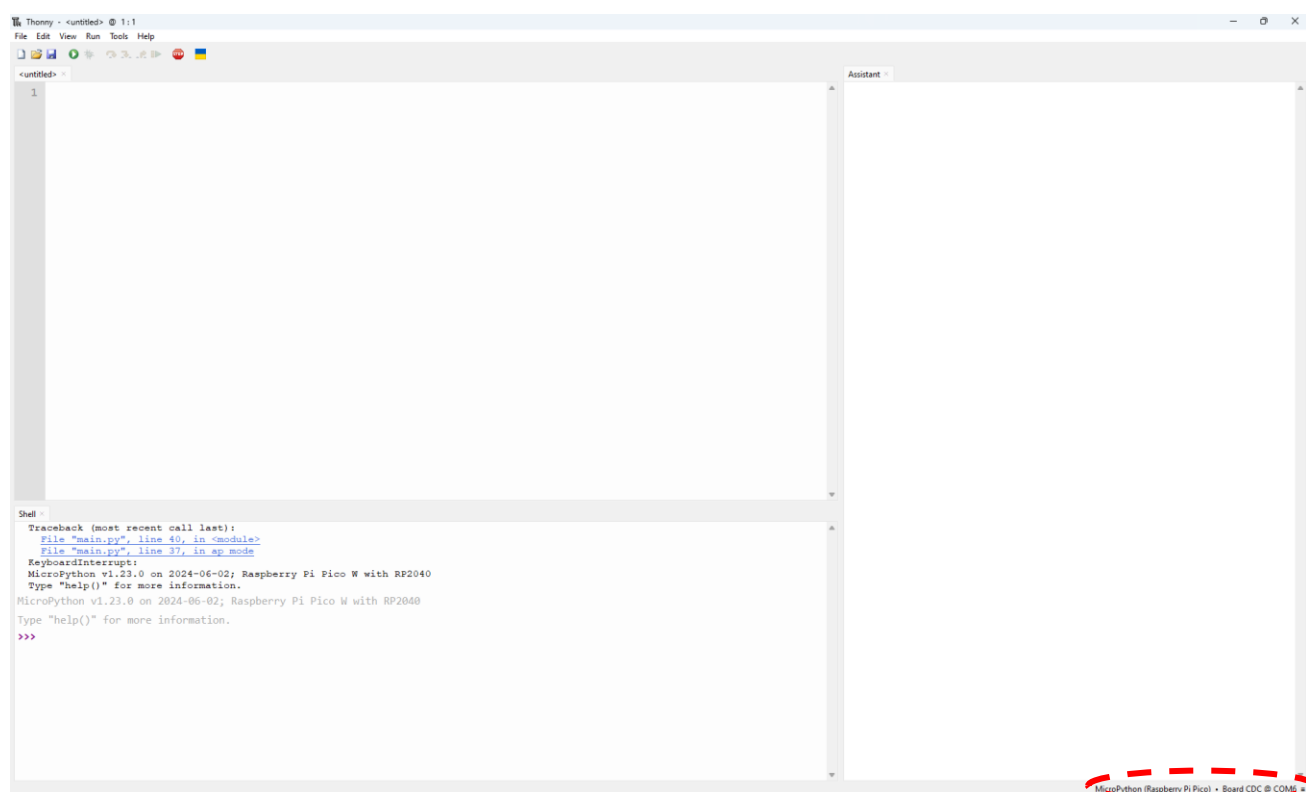 Thonny - <untitled> @ 1:1
File Edit View Run Tools Help
STOP
<untitled> ×
Assistant ×
1
Shell ×
Traceback (most recent call last):
File "main.py", line 40, in <module>
File "main.py", line 37, in ap mode
KeyboardInterrupt:
MicroPython v1.23.0 on 2024-06-02; Raspberry Pi Pico W with RP2040
Type "help()" for more information.
MicroPython v1.23.0 on 2024-06-02; Raspberry Pi Pico W with RP2040
Type "help()" for more information.
>>>
MicroPython (Raspberry Pi Pico) • Board CDC @ COM6 ≡